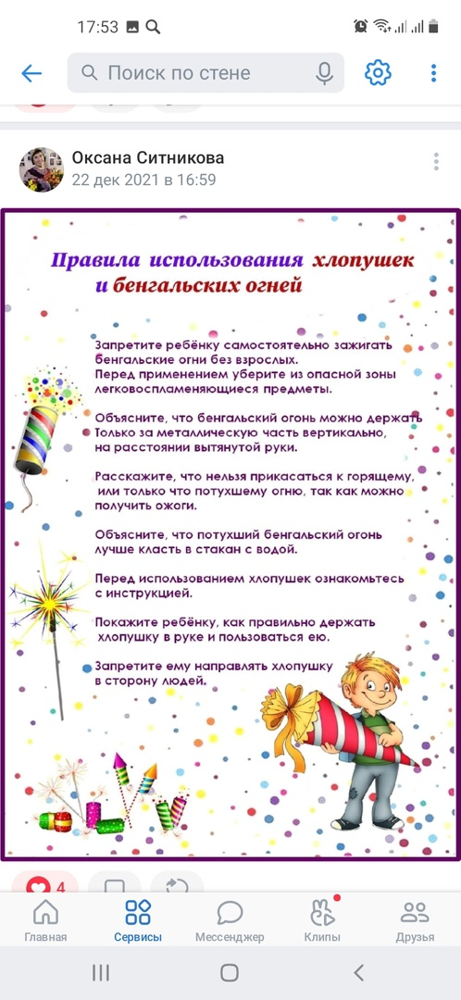 17:53
Поиск по стене
Оксана Ситникова
22 дек 2021 в 16:59
Правила использования хлопушек
и бенгальских огней
Запретите ребёнку самостоятельно зажигать
бенгальские огни без взрослых.
Перед применением уберите из опасной зоны
легковоспламеняющиеся предметы.
Объясните, что бенгальский огонь можно держать
Только за металлическую часть вертикально,
на расстоянии вытянутой руки.
Расскажите, что нельзя прикасаться к горящему,
или только что потухшему огню, так как можно
получить ожоги.
Объясните, что потухший бенгальский огонь
лучше класть в стакан с водой.
Перед использованием хлопушек ознакомьтесь
с инструкцией.
Покажите ребёнку, как правильно держать
хлопушку в руке и пользоваться ею.
Запретите ему направлять хлопушку
в сторону людей.
4
Главная
Сервисы
Мессенджер
Клипы
Друзья